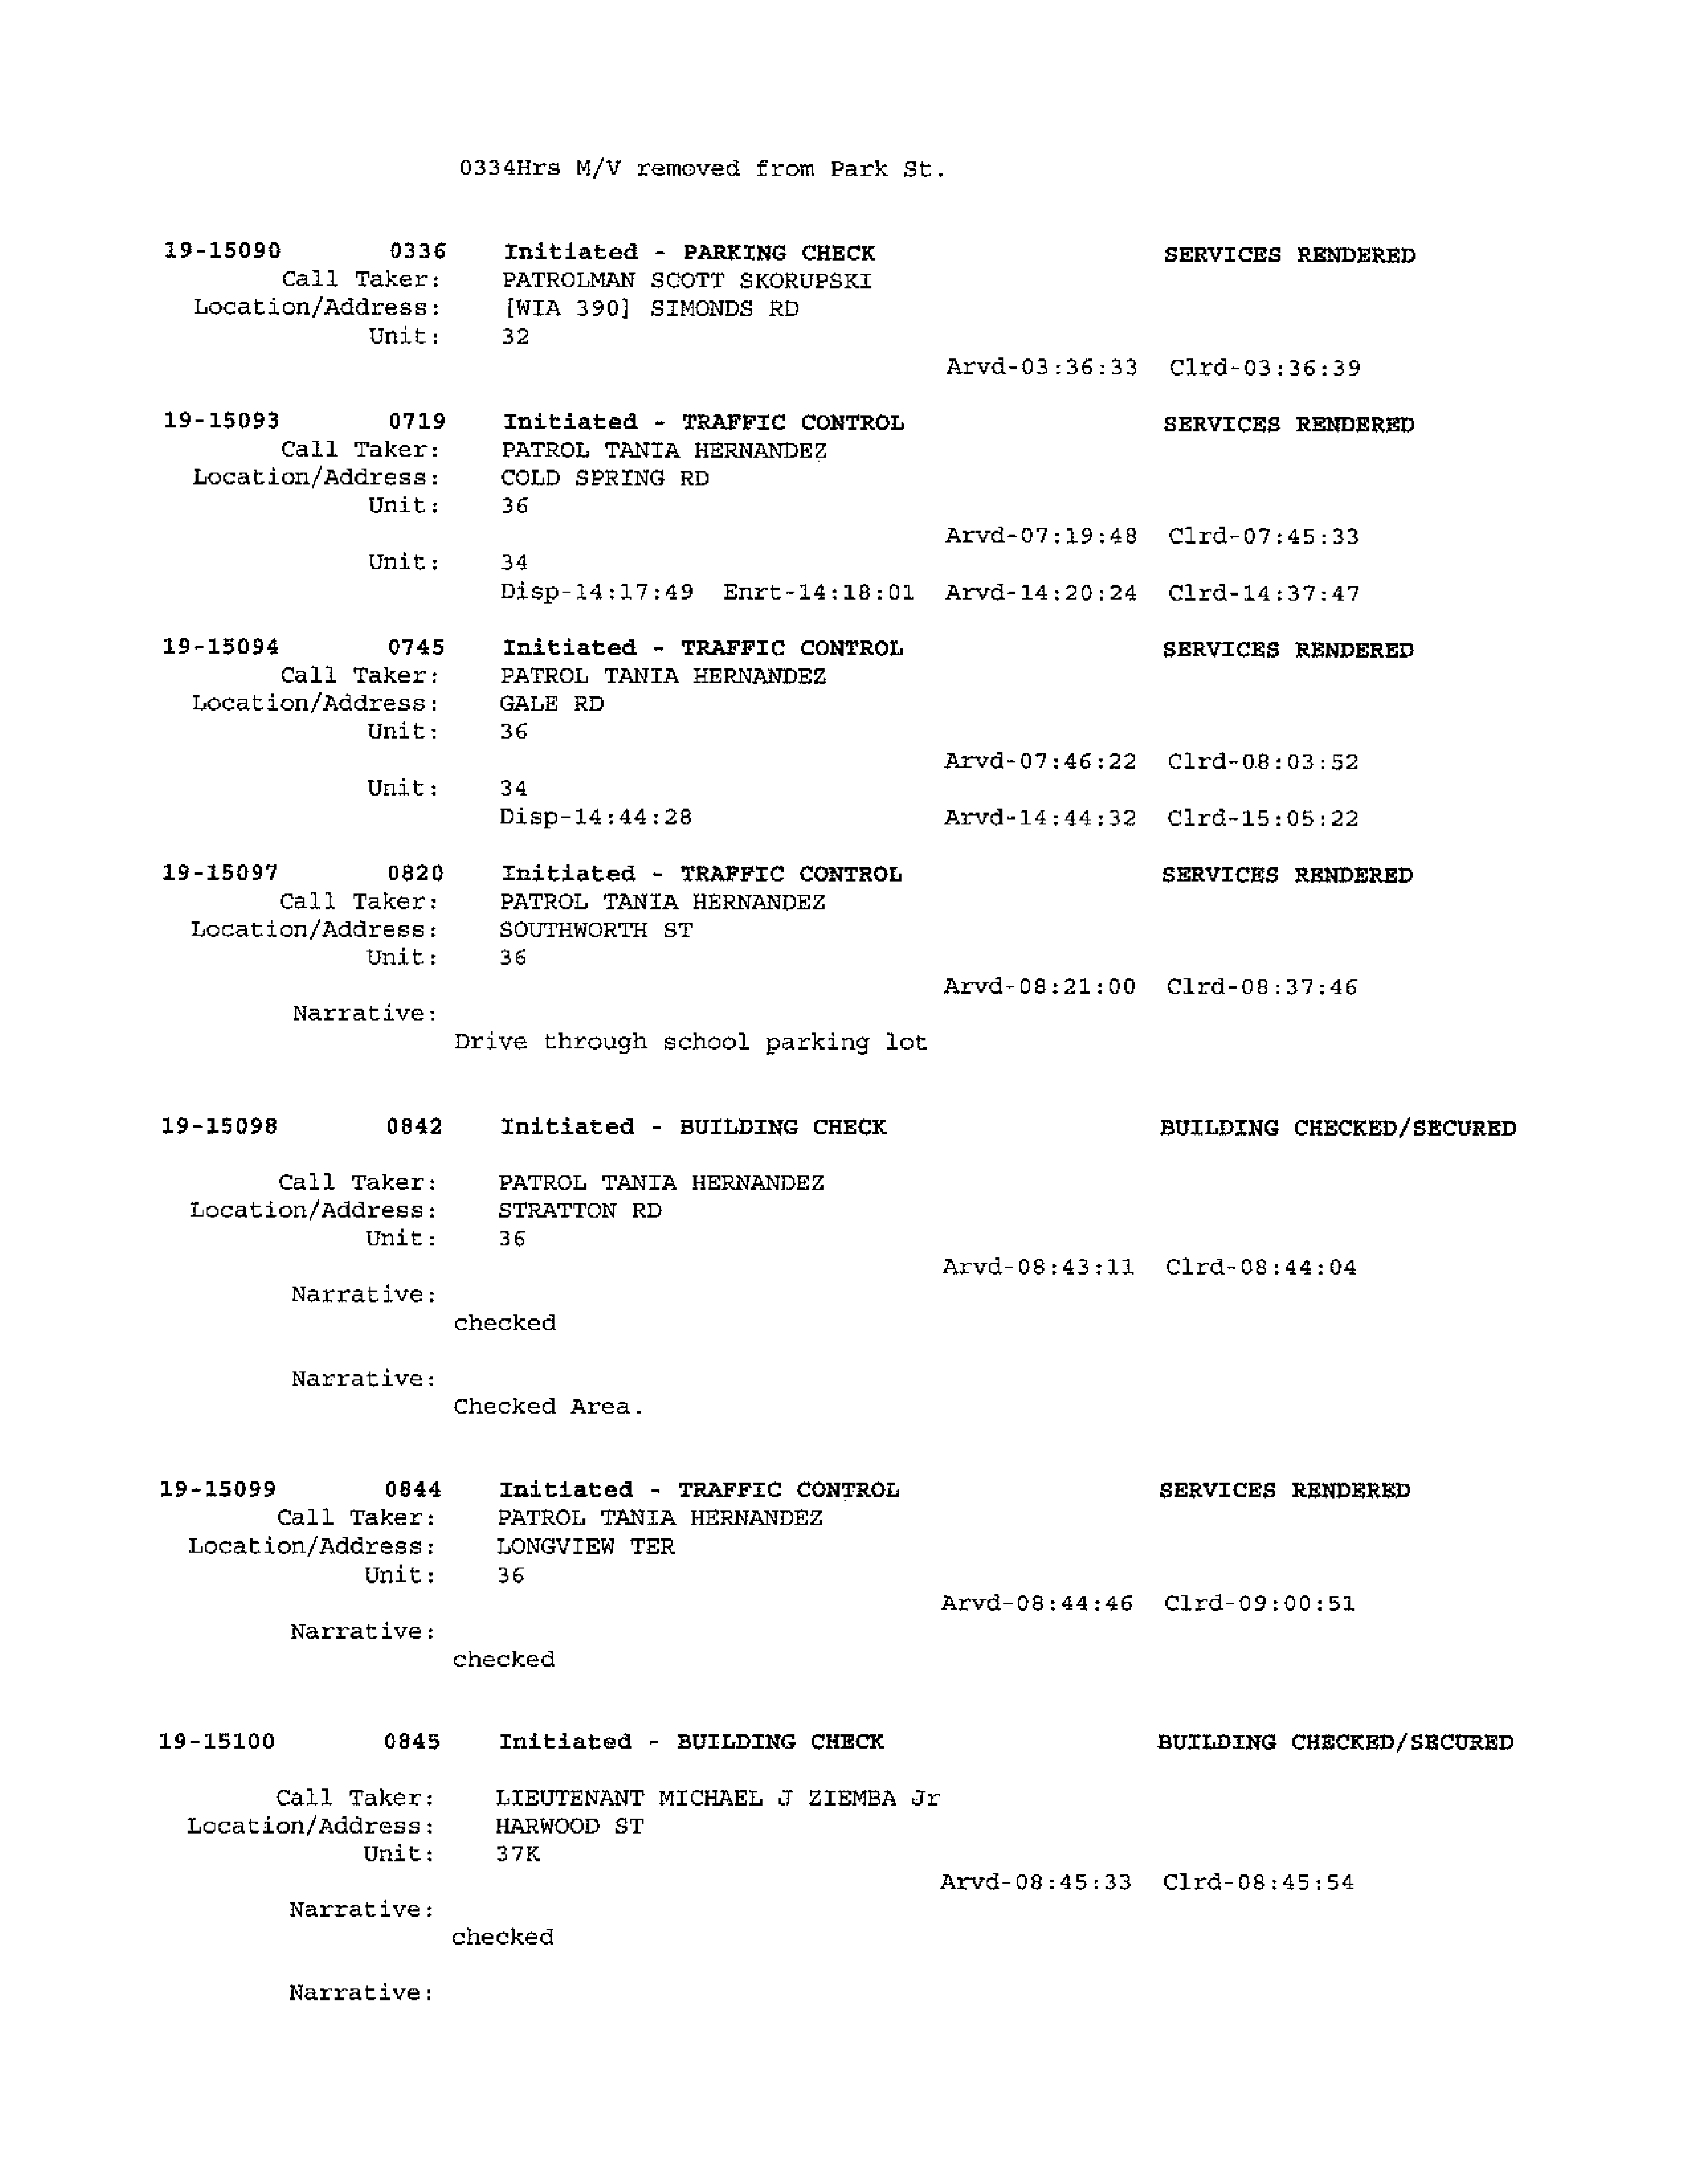 0334Hrs M/V removed from Park St.
19-15090 0336 Initiated - PARKING CHECK SERVICES RENDERED
Call Taker: PATROLMAN SCOTT SKORUPSKI
Location/Address: [WIA 390] SIMONDS RD
Unit: 32
Arvd-03:36:33 Clrd-03:36:39
19-15093 0719 Initiated - TRAFFIC CONTROL SERVICES RENDERED
Call Taker: PATROL TANIA HERNANDEZ
Location/Address: COLD SPRING RD
Unit: 36
Arvd-07:19:48 Clrd-07:45:33
Unit: 34
Disp-14:17:49 Enrt-14:18:01 Arvd-14:20:24 Clrd-14:37:47
19-15094 0745 Initiated - TRAFFIC CONTROL SERVICES RENDERED
Call Taker: PATROL TANIA HERNANDEZ
Location/Address: GALE RD
Unit: 36
Arvd-07:46:22 Clrd-08:03:52
Unit: 34
Disp-14:44:28 Arvd-14:44:32 Clrd-15:05:22
19-15097 0820 Initiated - TRAFFIC CONTROL SERVICES RENDERED
Call Taker: PATROL TANIA HERNANDEZ
Location/Address: SOUTHWORTH ST
Unit: 36
Arvd-08:21:00 Clrd-08:37:46
Narrative:
Drive through school parking lot
19-15098 0842 Initiated - BUILDING CHECK BUILDING CHECKED/SECURED
Call Taker: PATROL TANIA HERNANDEZ
Location/Address: STRATTON RD
Unit: 36
Arvd-08:43:11 Clrd-08:44:04
Narrative:
checked
Narrative:
Checked Area.
19-15099 0844 Initiated - TRAFFIC CONTROL SERVICES RENDERED
Call Taker: PATROL TANIA HERNANDEZ
Location/Address: LONGVIEW TER
Unit: 36
Arvd-08:44:46 Clrd-09:00:51
Narrative:
checked
19-15100 0845 Initiated - BUILDING CHECK BUILDING CHECKED/SECURED
Call Taker: LIEUTENANT MICHAEL J ZIEMBA Jr
Location/Address: HARWOOD ST
Unit: 37K
Arvd-08:45:33 Clrd-08:45:54
Narrative:
checked
Narrative: